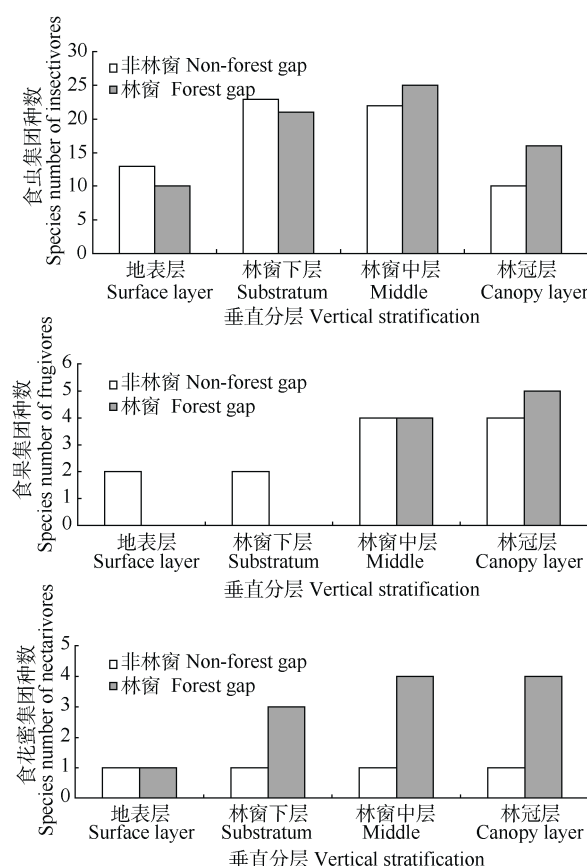 食虫集团种数
Species number of insectivores
30
25
20
15
10
5
0
非林窗 Non-forest gap
林窗 Forest gap
地表层 林窗下层 林窗中层 林冠层
Surface layer Substratum Middle Canopy layer
垂直分层 Vertical stratification
食果集团种数
Species number of frugivores
6
5
4
3
2
1
0
非林窗 Non-forest gap
林窗 Forest gap
地表层 林窗下层 林窗中层 林冠层
Surface layer Substratum Middle Canopy layer
垂直分层 Vertical stratification
食花蜜集团种数
Species number of nectarivores
5
4
3
2
1
0
非林窗 Non-forest gap
林窗 Forest gap
地表层 林窗下层 林窗中层 林冠层
Surface layer Substratum Middle Canopy layer
垂直分层 Vertical stratification